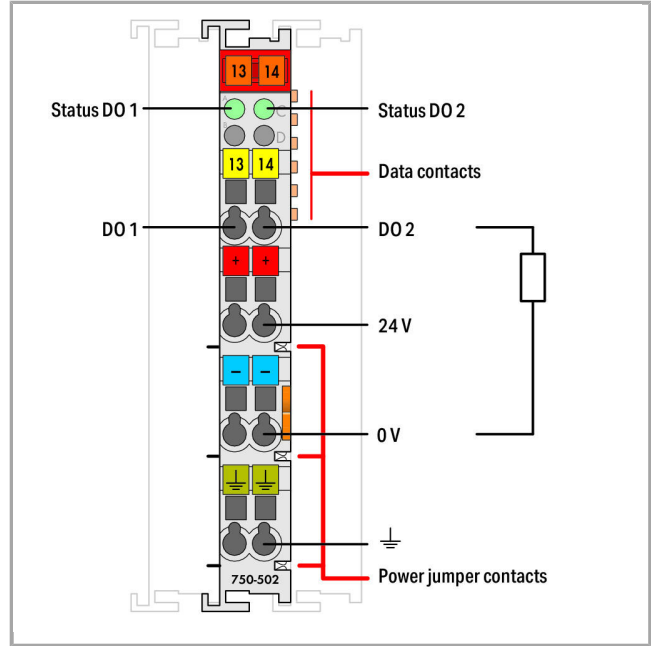 13 14
A C
Status DO 1 Status DO 2
B D
13 14
Data contacts
DO 1 DO 2
+ +
24 V
− −
0 V
750-502
Power jumper contacts